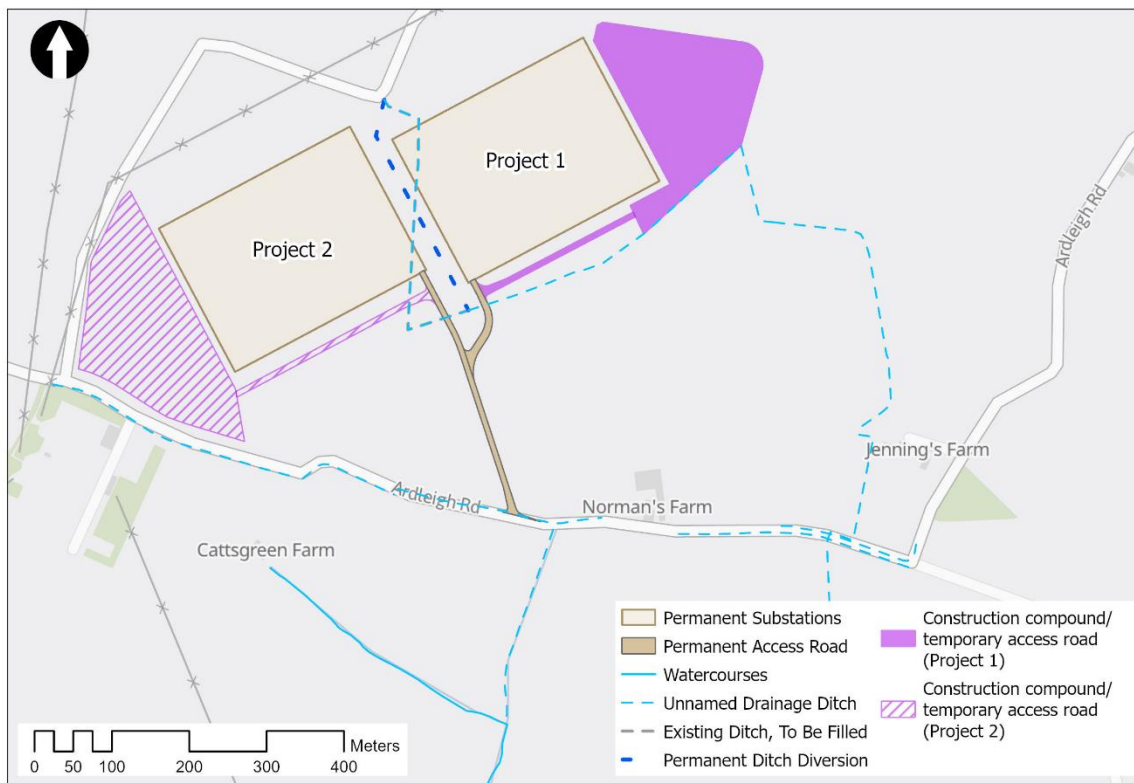 Project 1
Project 2
Ardleigh Rd
Jenning's Farm
Ardleigh Rd
Norman's Farm
Cattsgreen Farm
Permanent Substations
Permanent Access Road
Watercourses
Unnamed Drainage Ditch
Existing Ditch, To Be Filled
Permanent Ditch Diversion
Construction compound/
temporary access road
(Project 1)
Construction compound/
temporary access road
(Project 2)
0 50 100 200 300 400 Meters